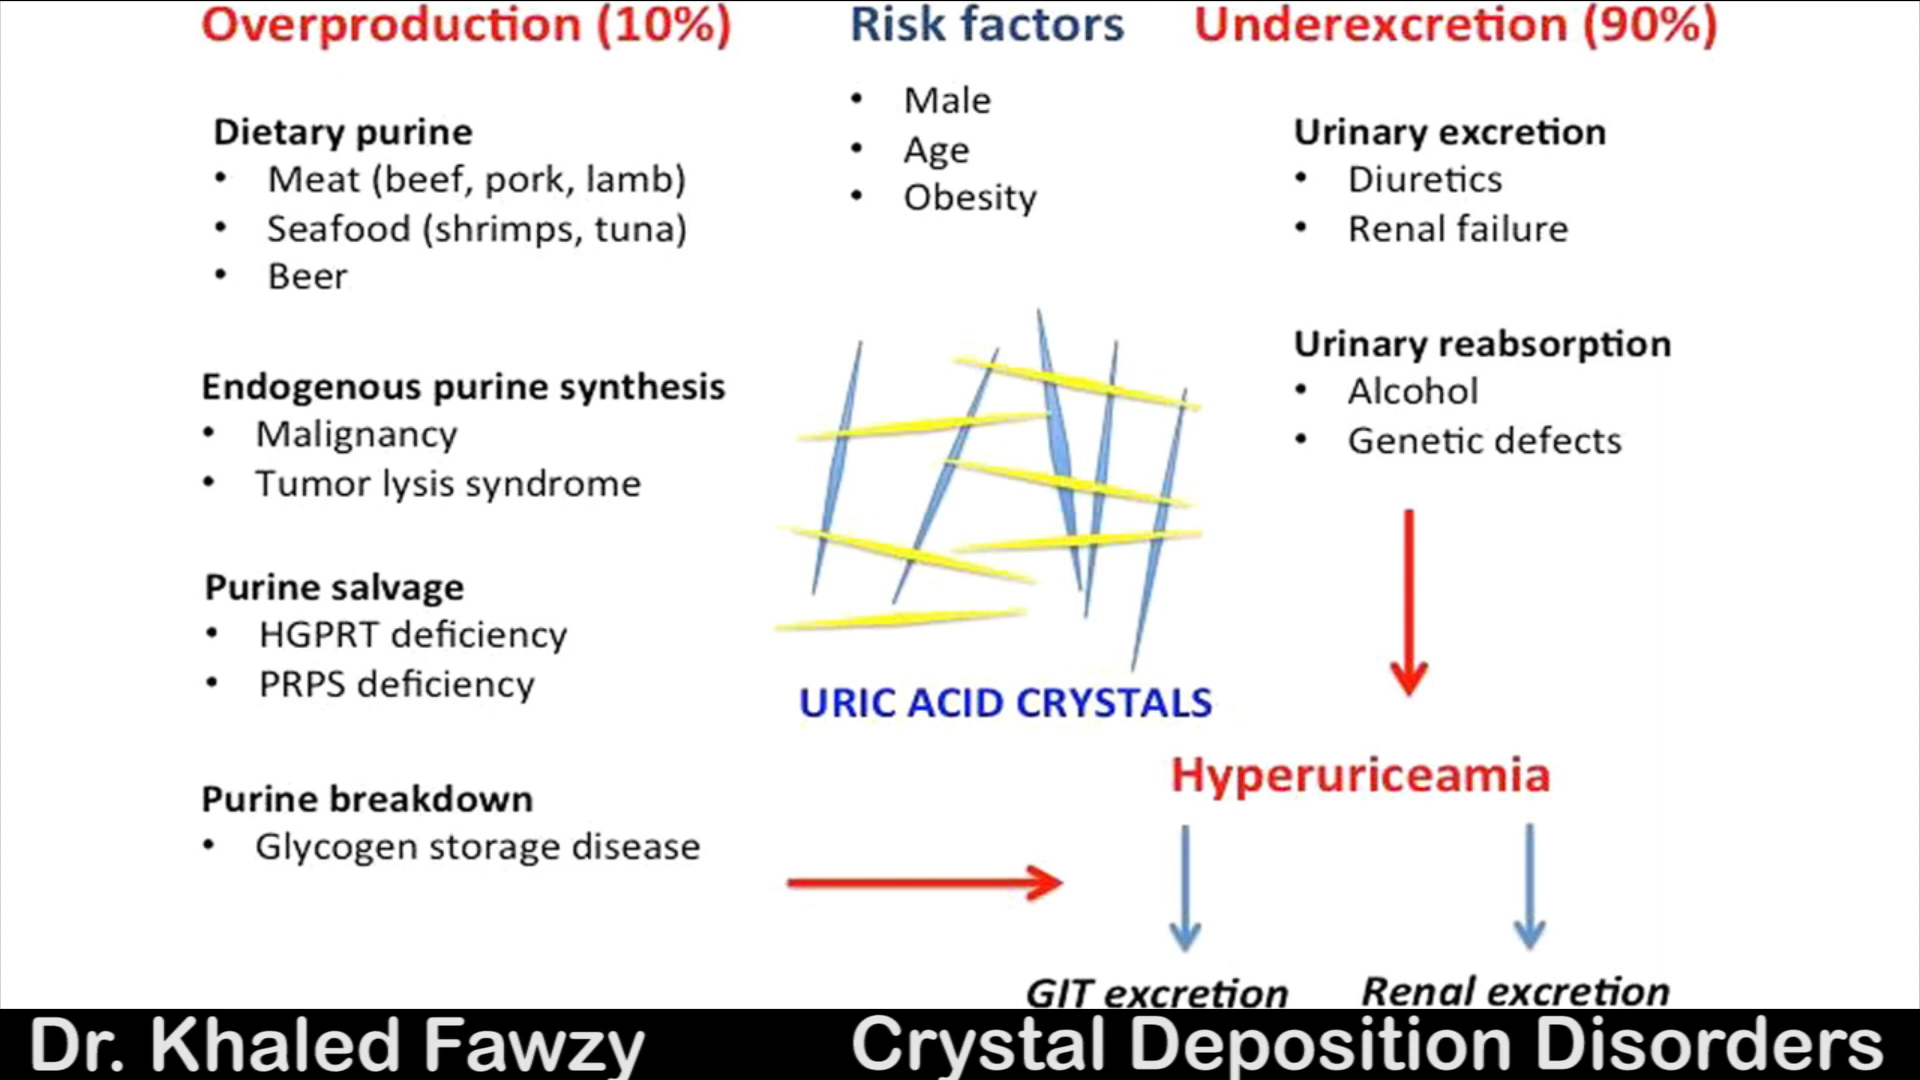 Overproduction (10%)
Dietary purine
• Meat (beef, pork, lamb)
• Seafood (shrimps, tuna)
• Beer
Endogenous purine synthesis
• Malignancy
• Tumor lysis syndrome
Purine salvage
• HGPRT deficiency
• PRPS deficiency
Purine breakdown
• Glycogen storage disease
Risk factors
• Male
• Age
• Obesity
URIC ACID CRYSTALS
Underexcretion (90%)
Urinary excretion
• Diuretics
• Renal failure
Urinary reabsorption
• Alcohol
• Genetic defects
Hyperuriceamia
GIT excretion
Renal excretion
Dr. Khaled Fawzy
Crystal Deposition Disorders